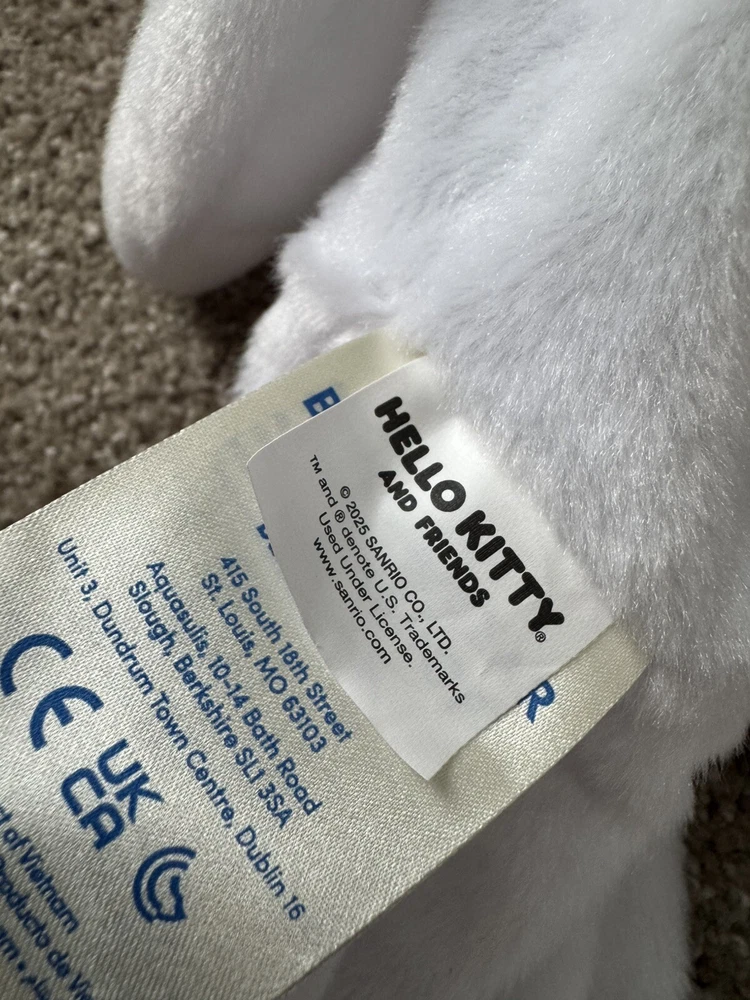 HELLO KITTY®
AND FRIENDS
© 2025 SANRIO CO., LTD.
™ and ® denote U.S. Trademarks
Used Under License.
www.sanrio.com
415 South 18th Street
St. Louis, MO 63103
Aquasulis, 10-14 Bath Road
Slough, Berkshire SL1 3SA
Unit 3, Dundrum Town Centre, Dublin 16
CE
UK
CA
of Vietnam